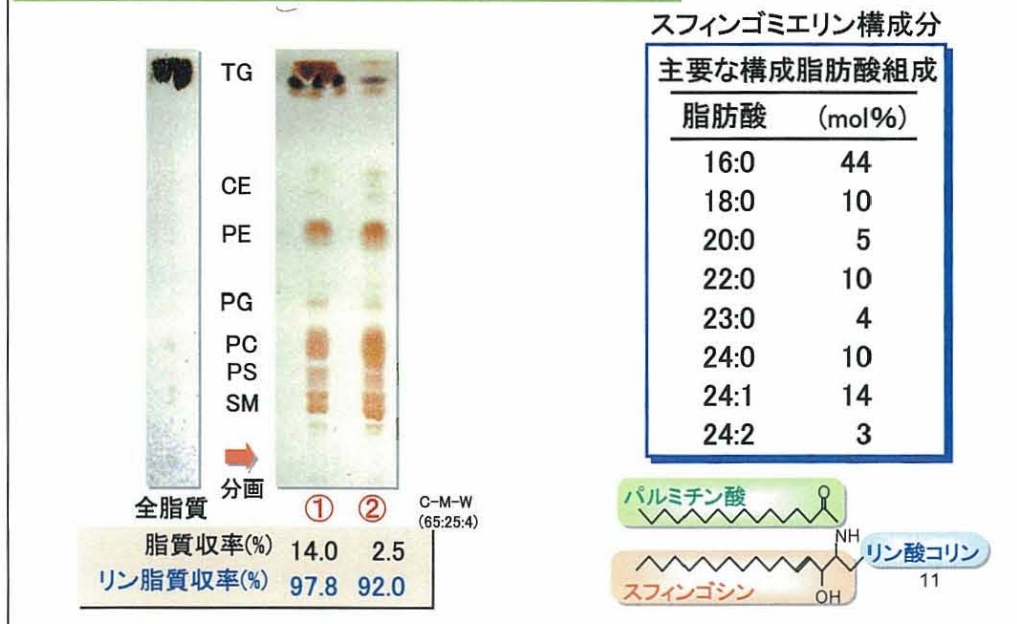 TG
CE
PE
PG
PC
PS
SM
分画
全脂質
① ②
C-M-W
(65:25:4)
脂質収率(%) 14.0 2.5
リン脂質収率(%) 97.8 92.0
スフィンゴミエリン構成分
主要な構成脂肪酸組成
脂肪酸 (mol%)
16:0 44
18:0 10
20:0 5
22:0 10
23:0 4
24:0 10
24:1 14
24:2 3
パルミチン酸
O
NH
リン酸コリン
スフィンゴシン
OH
11